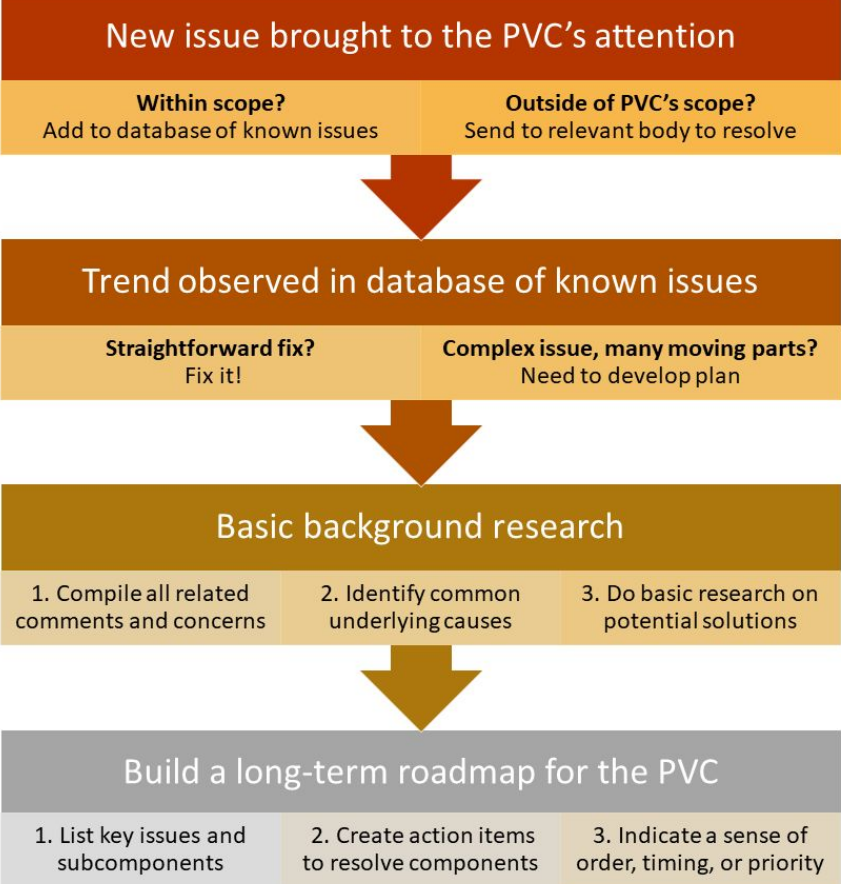 New issue brought to the PVC's attention
Within scope?
Add to database of known issues
Outside of PVC's scope?
Send to relevant body to resolve
Trend observed in database of known issues
Straightforward fix?
Fix it!
Complex issue, many moving parts?
Need to develop plan
Basic background research
1. Compile all related
comments and concerns
2. Identify common
underlying causes
3. Do basic research on
potential solutions
Build a long-term roadmap for the PVC
1. List key issues and
subcomponents
2. Create action items
to resolve components
3. Indicate a sense of
order, timing, or priority